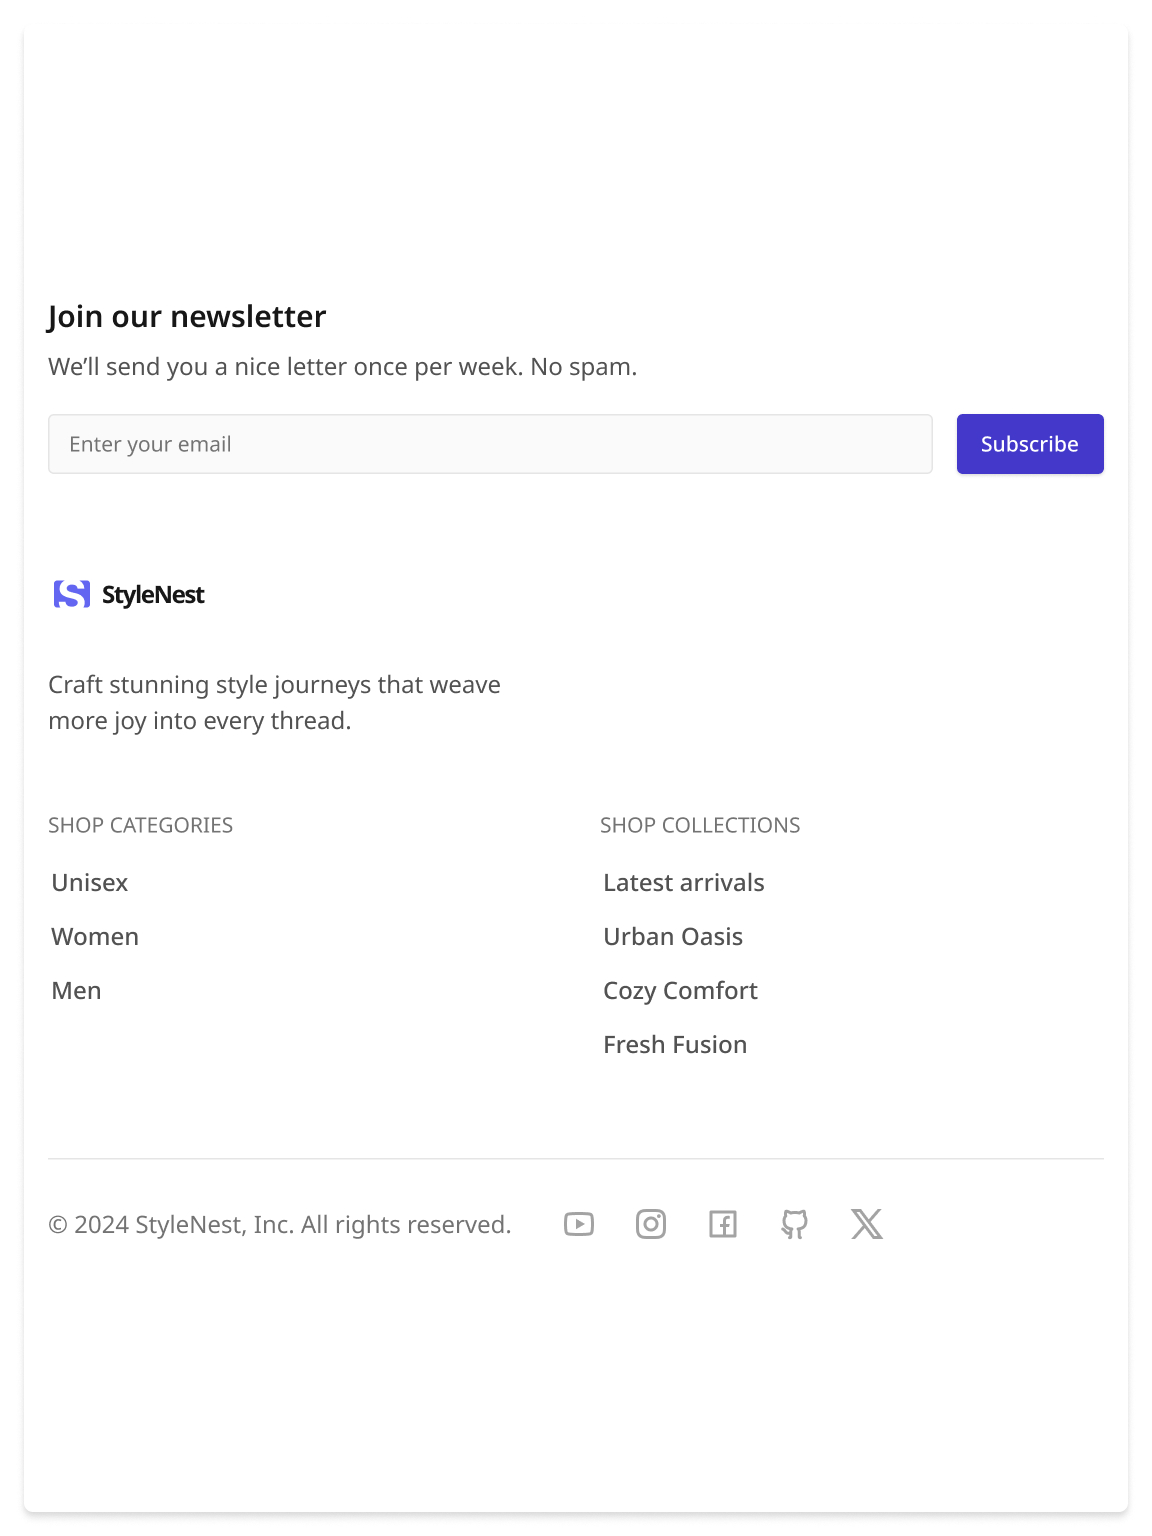 Join our newsletter
We’ll send you a nice letter once per week. No spam.
Enter your email
Subscribe
StyleNest
Craft stunning style journeys that weave
more joy into every thread.
SHOP CATEGORIES
Unisex
Women
Men
SHOP COLLECTIONS
Latest arrivals
Urban Oasis
Cozy Comfort
Fresh Fusion
© 2024 StyleNest, Inc. All rights reserved.